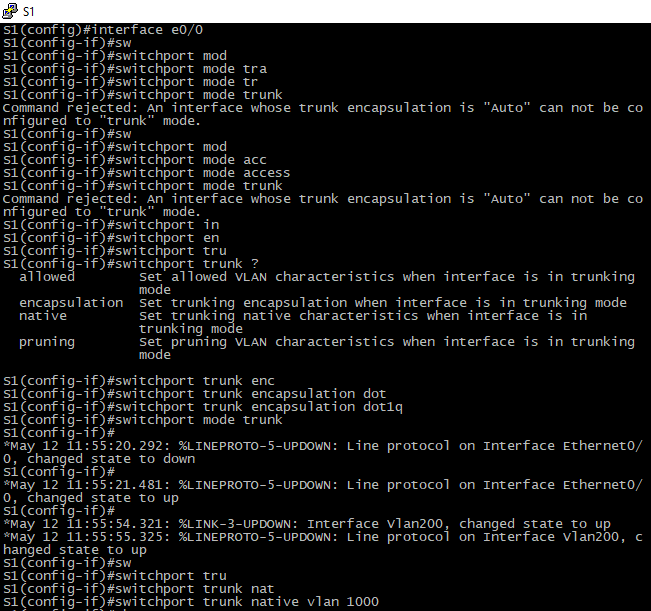 S1
S1(config)#interface e0/0
S1(config-if)#sw
S1(config-if)#switchport mod
S1(config-if)#switchport mode tra
S1(config-if)#switchport mode tr
S1(config-if)#switchport mode trunk
Command rejected: An interface whose trunk encapsulation is "Auto" can not be co
nfigured to "trunk" mode.
S1(config-if)#sw
S1(config-if)#switchport mod
S1(config-if)#switchport mode acc
S1(config-if)#switchport mode access
S1(config-if)#switchport mode trunk
Command rejected: An interface whose trunk encapsulation is "Auto" can not be co
nfigured to "trunk" mode.
S1(config-if)#switchport in
S1(config-if)#switchport en
S1(config-if)#switchport tru
S1(config-if)#switchport trunk ?
  allowed        Set allowed VLAN characteristics when interface is in trunking
                 mode
  encapsulation  Set trunking encapsulation when interface is in trunking mode
  native         Set trunking native characteristics when interface is in
                 trunking mode
  pruning        Set pruning VLAN characteristics when interface is in trunking
                 mode
S1(config-if)#switchport trunk enc
S1(config-if)#switchport trunk encapsulation dot
S1(config-if)#switchport trunk encapsulation dot1q
S1(config-if)#switchport mode trunk
S1(config-if)#
*May 12 11:55:20.292: %LINEPROTO-5-UPDOWN: Line protocol on Interface Ethernet0/
0, changed state to down
S1(config-if)#
*May 12 11:55:21.481: %LINEPROTO-5-UPDOWN: Line protocol on Interface Ethernet0/
0, changed state to up
S1(config-if)#
*May 12 11:55:54.321: %LINK-3-UPDOWN: Interface Vlan200, changed state to up
*May 12 11:55:55.325: %LINEPROTO-5-UPDOWN: Line protocol on Interface Vlan200, c
hanged state to up
S1(config-if)#sw
S1(config-if)#switchport tru
S1(config-if)#switchport trunk nat
S1(config-if)#switchport trunk native vlan 1000